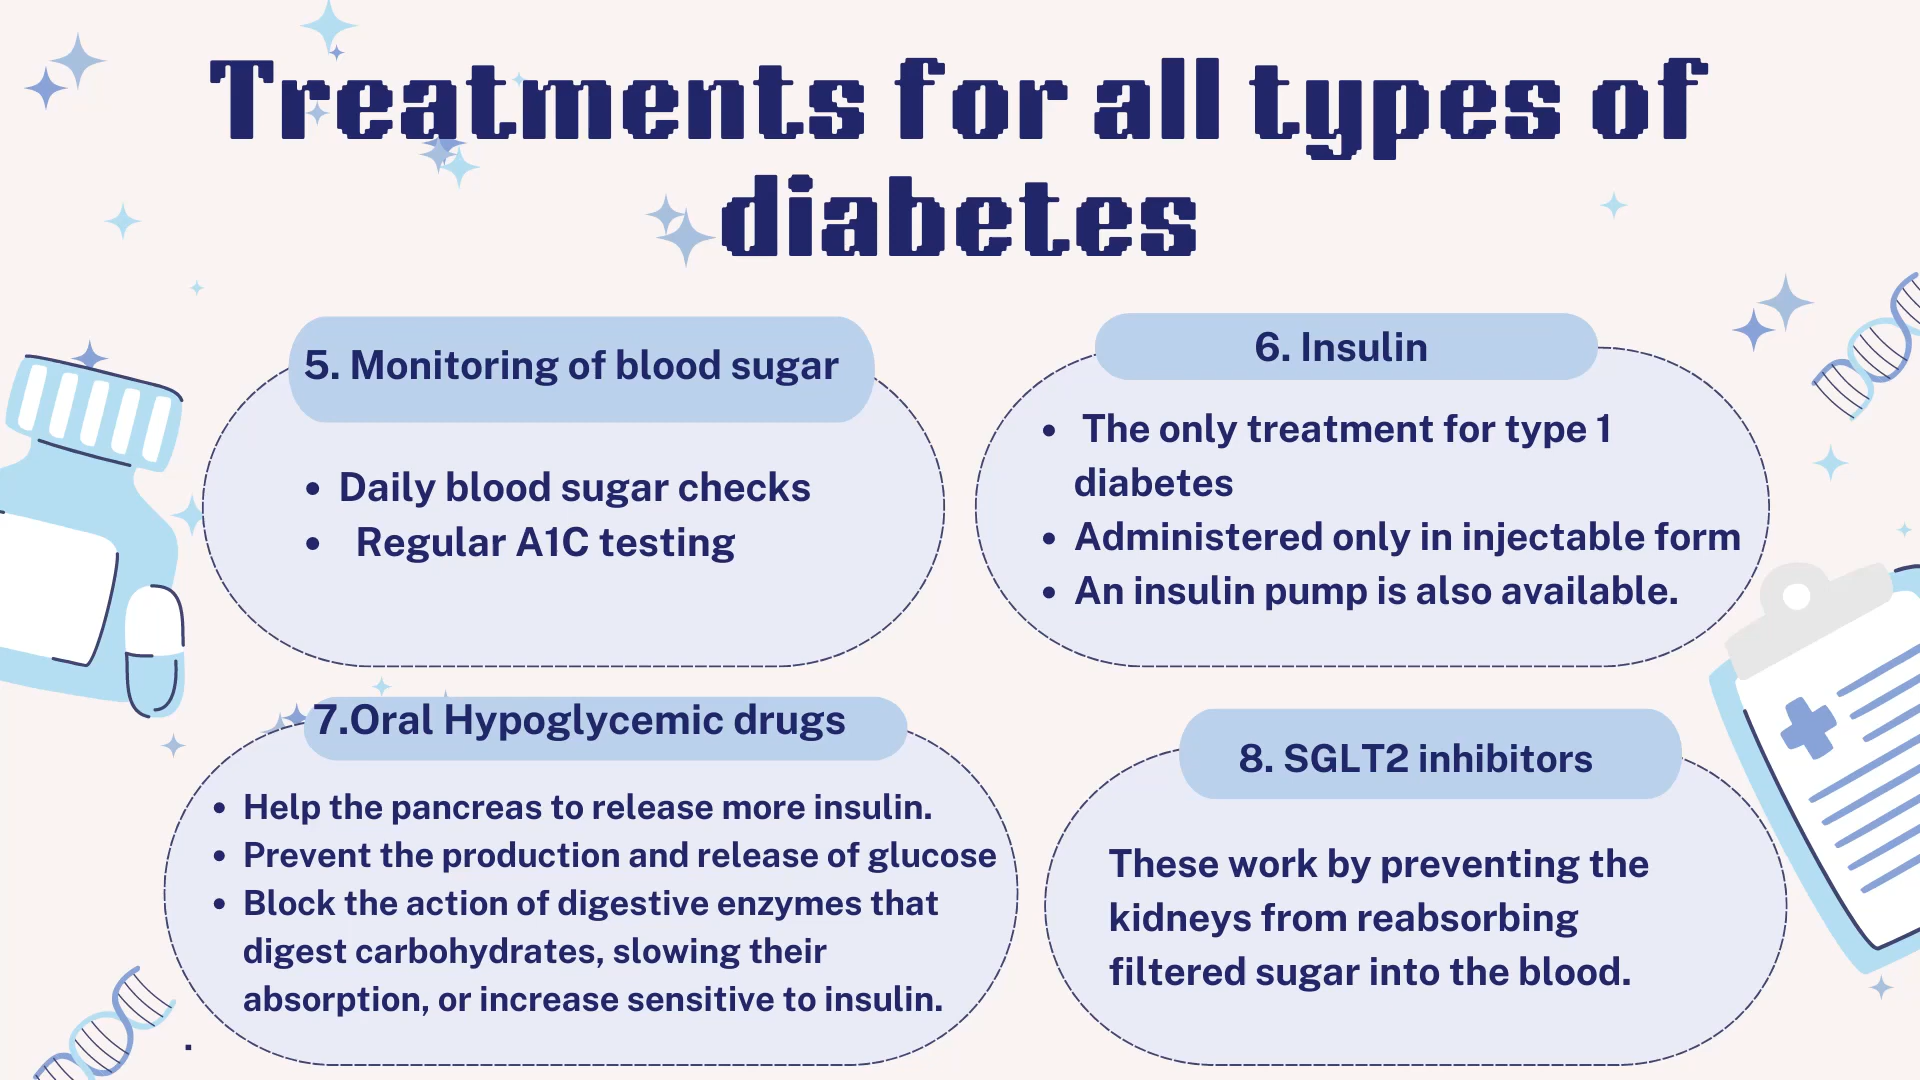 Treatments for all types of
diabetes
5. Monitoring of blood sugar
• Daily blood sugar checks
• Regular A1C testing
6. Insulin
• The only treatment for type 1
diabetes
• Administered only in injectable form
• An insulin pump is also available.
7.Oral Hypoglycemic drugs
• Help the pancreas to release more insulin.
• Prevent the production and release of glucose
• Block the action of digestive enzymes that
digest carbohydrates, slowing their
absorption, or increase sensitive to insulin.
.
8. SGLT2 inhibitors
These work by preventing the
kidneys from reabsorbing
filtered sugar into the blood.